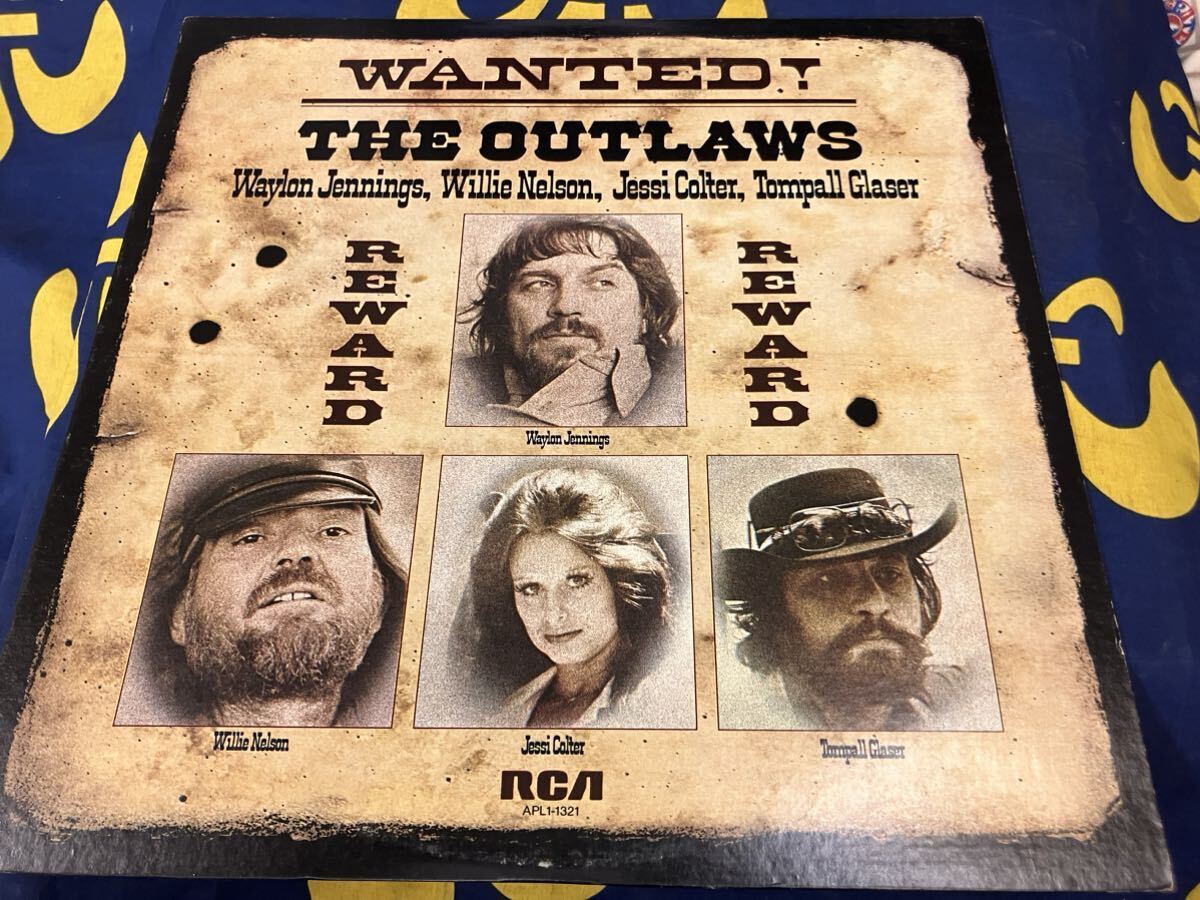 WANTED!
THE OUTLAWS
Waylon Jennings, Willie Nelson, Jessi Colter, Tompall Glaser
REWARD
REWARD
Waylon Jennings
Willie Nelson
Jessi Colter
Tompall Glaser
RCA
APL1-1321